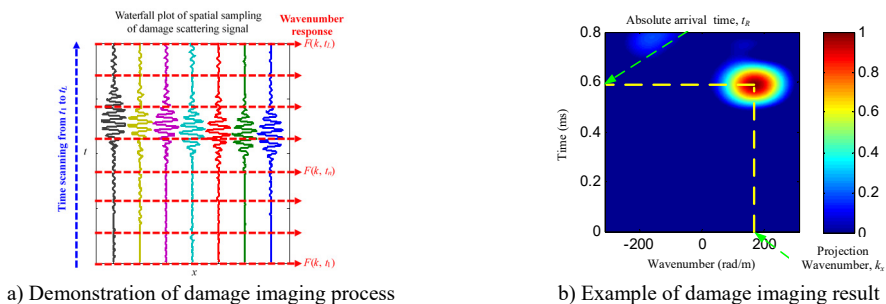 Waterfall plot of spatial sampling
of damage scattering signal
Wavenumber
response
F(k, t_L)
Time scanning from t_1 to t_L
t
F(k, t_n)
F(k, t_1)
x
a) Demonstration of damage imaging process
Absolute arrival time, t_R
0.8
0.6
0.4
0.2
0
Time (ms)
-200
0
200
Wavenumber (rad/m)
1
0.8
0.6
0.4
0.2
0
Projection
Wavenumber, k_x
b) Example of damage imaging result